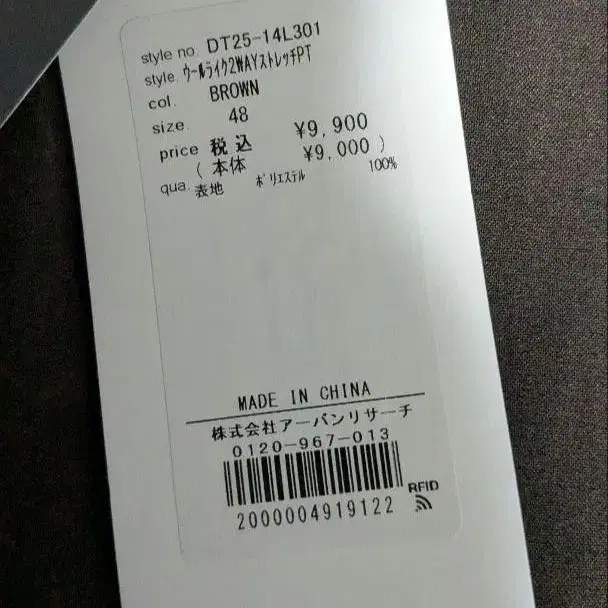 style no. DT25-14L301
style. ｳｰﾙﾗｲｸ2WAYｽﾄﾚｯﾁPT
col. BROWN
size. 48
price 税込 ¥9,900
( 本体 ¥9,000 )
qua. 表地 ﾎﾟﾘｴｽﾃﾙ 100%
MADE IN CHINA
株式会社アーバンリサーチ
0120-967-013
RFID
2000004919122